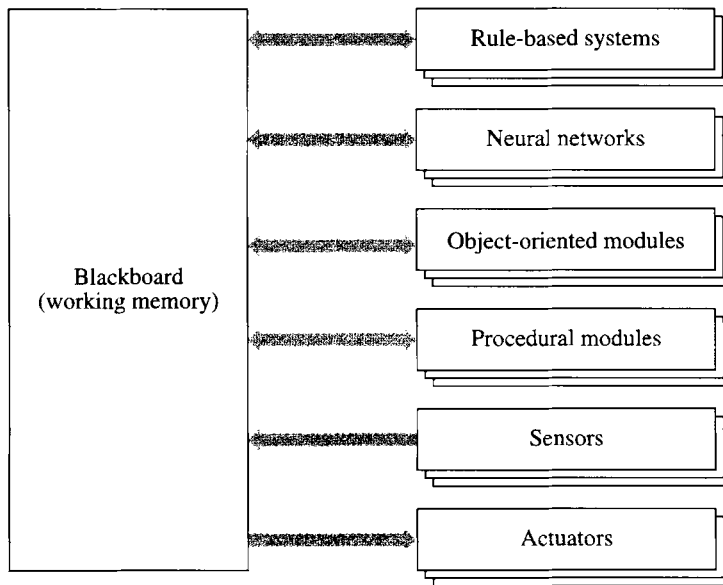 Rule-based systems
Neural networks
Object-oriented modules
Blackboard
(working memory)
Procedural modules
Sensors
Actuators